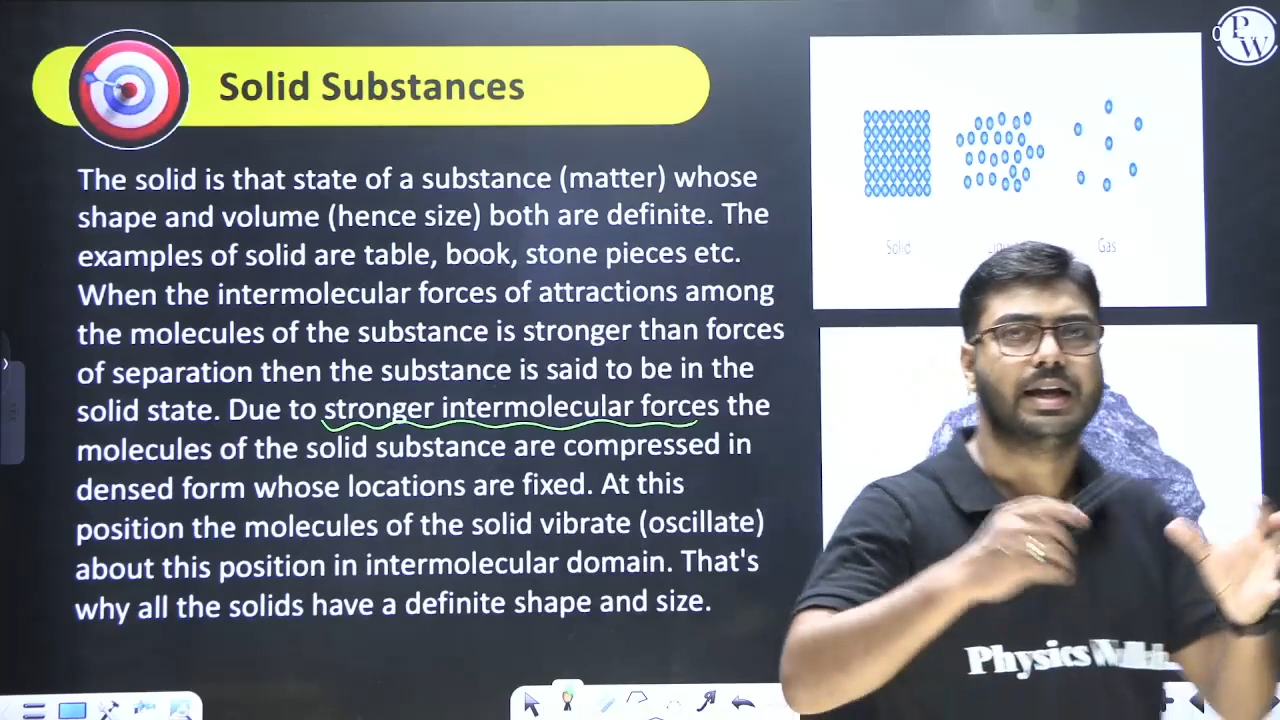 Solid Substances
The solid is that state of a substance (matter) whose
shape and volume (hence size) both are definite. The
examples of solid are table, book, stone pieces etc.
When the intermolecular forces of attractions among
the molecules of the substance is stronger than forces
of separation then the substance is said to be in the
solid state. Due to stronger intermolecular forces the
molecules of the solid substance are compressed in
densed form whose locations are fixed. At this
position the molecules of the solid vibrate (oscillate)
about this position in intermolecular domain. That's
why all the solids have a definite shape and size.
PW
Solid
Gas
Physics